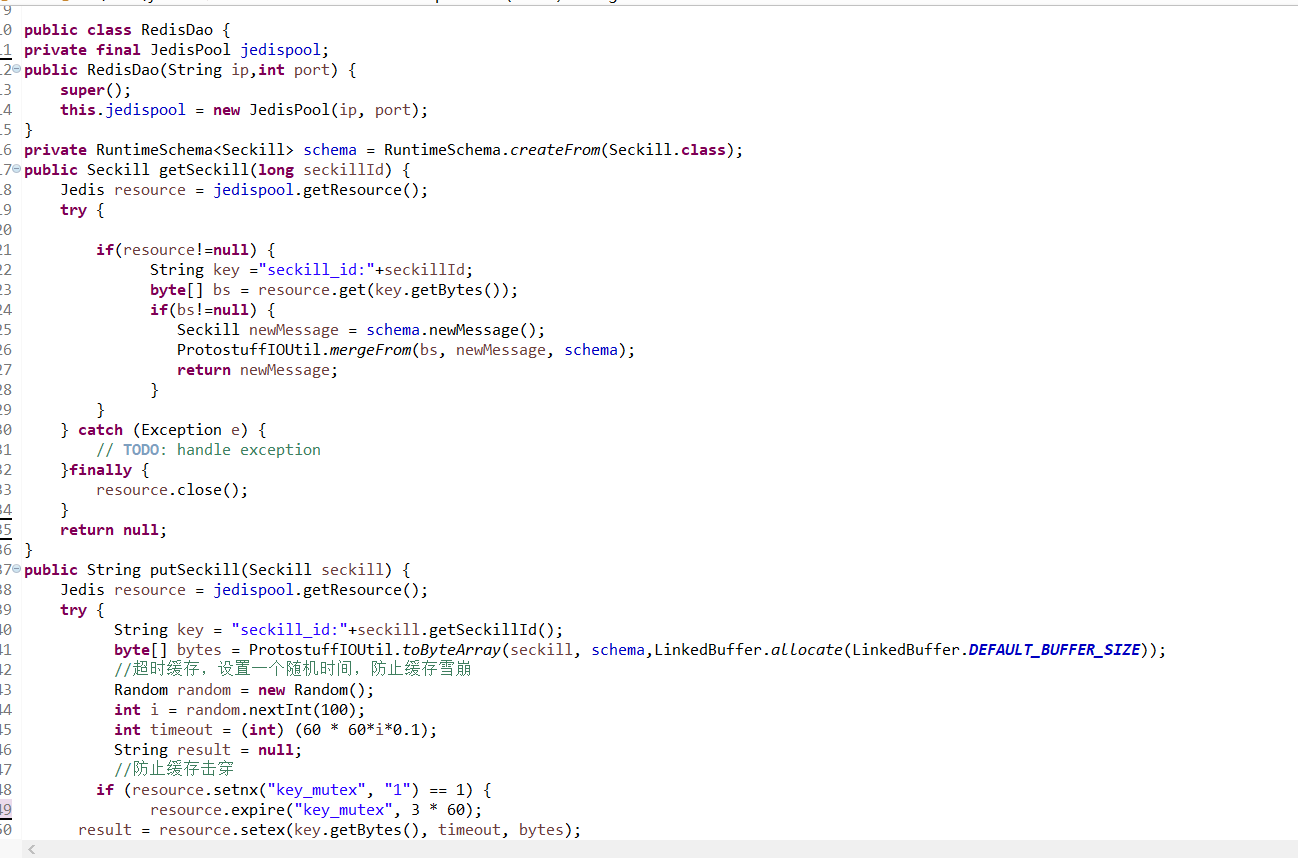 9
10 public class RedisDao {
11 private final JedisPool jedispool;
12 public RedisDao(String ip,int port) {
13 super();
14 this.jedispool = new JedisPool(ip, port);
15 }
16 private RuntimeSchema<Seckill> schema = RuntimeSchema.createFrom(Seckill.class);
17 public Seckill getSeckill(long seckillId) {
18 Jedis resource = jedispool.getResource();
19 try {
20
21 if(resource!=null) {
22 String key ="seckill_id:"+seckillId;
23 byte[] bs = resource.get(key.getBytes());
24 if(bs!=null) {
25 Seckill newMessage = schema.newMessage();
26 ProtostuffIOUtil.mergeFrom(bs, newMessage, schema);
27 return newMessage;
28 }
29 }
30 } catch (Exception e) {
31 // TODO: handle exception
32 }finally {
33 resource.close();
34 }
35 return null;
36 }
37 public String putSeckill(Seckill seckill) {
38 Jedis resource = jedispool.getResource();
39 try {
40 String key = "seckill_id:"+seckill.getSeckillId();
41 byte[] bytes = ProtostuffIOUtil.toByteArray(seckill, schema,LinkedBuffer.allocate(LinkedBuffer.DEFAULT_BUFFER_SIZE));
42 //超时缓存，设置一个随机时间，防止缓存雪崩
43 Random random = new Random();
44 int i = random.nextInt(100);
45 int timeout = (int) (60 * 60*i*0.1);
46 String result = null;
47 //防止缓存击穿
48 if (resource.setnx("key_mutex", "1") == 1) {
49 resource.expire("key_mutex", 3 * 60);
50 result = resource.setex(key.getBytes(), timeout, bytes);